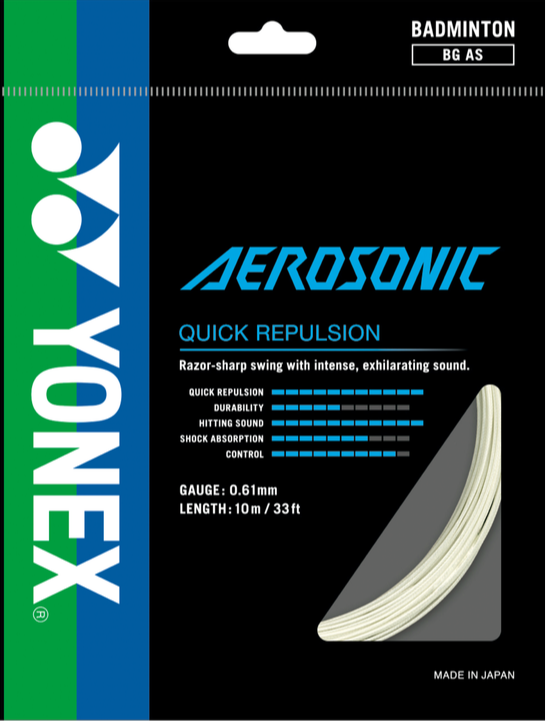 BADMINTON
BG AS
YONEX®
AEROSONIC
QUICK REPULSION
Razor-sharp swing with intense, exhilarating sound.
QUICK REPULSION
DURABILITY
HITTING SOUND
SHOCK ABSORPTION
CONTROL
GAUGE: 0.61mm
LENGTH: 10m / 33ft
MADE IN JAPAN